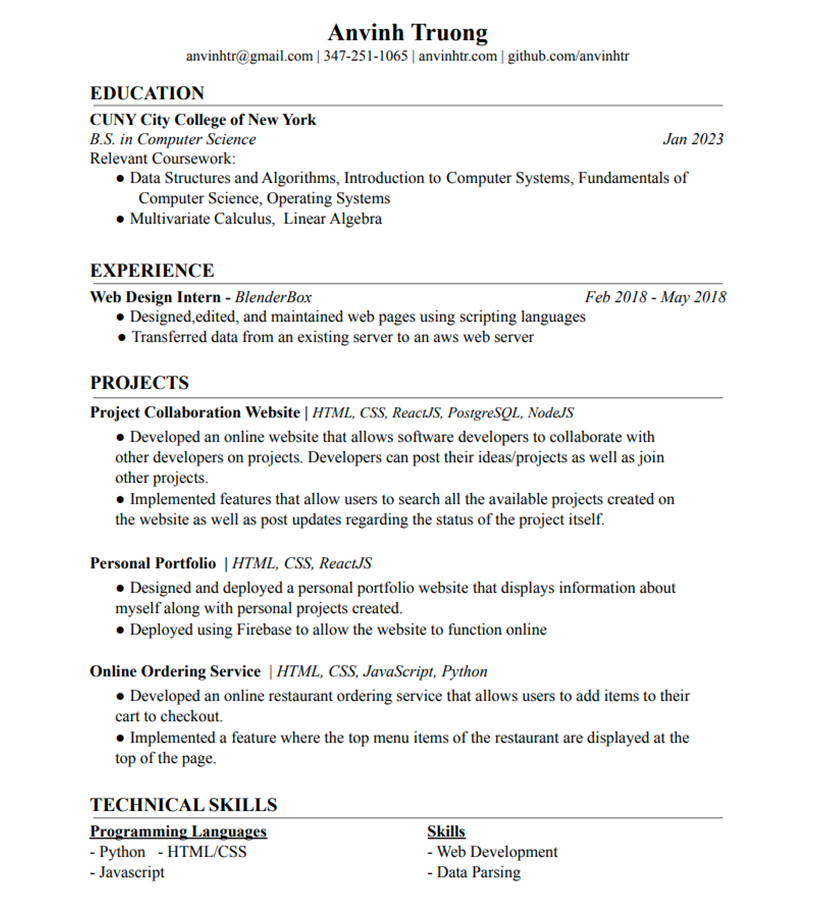 Anvinh Truong
anvinhtr@gmail.com | 347-251-1065 | anvinhtr.com | github.com/anvinhtr
EDUCATION
CUNY City College of New York
B.S. in Computer Science Jan 2023
Relevant Coursework:
● Data Structures and Algorithms, Introduction to Computer Systems, Fundamentals of
Computer Science, Operating Systems
● Multivariate Calculus,  Linear Algebra
EXPERIENCE
Web Design Intern - BlenderBox Feb 2018 - May 2018
● Designed,edited, and maintained web pages using scripting languages
● Transferred data from an existing server to an aws web server
PROJECTS
Project Collaboration Website | HTML, CSS, ReactJS, PostgreSQL, NodeJS
● Developed an online website that allows software developers to collaborate with
other developers on projects. Developers can post their ideas/projects as well as join
other projects.
● Implemented features that allow users to search all the available projects created on
the website as well as post updates regarding the status of the project itself.
Personal Portfolio | HTML, CSS, ReactJS
● Designed and deployed a personal portfolio website that displays information about
myself along with personal projects created.
● Deployed using Firebase to allow the website to function online
Online Ordering Service | HTML, CSS, JavaScript, Python
● Developed an online restaurant ordering service that allows users to add items to their
cart to checkout.
● Implemented a feature where the top menu items of the restaurant are displayed at the
top of the page.
TECHNICAL SKILLS
Programming Languages Skills
- Python - HTML/CSS - Web Development
- Javascript - Data Parsing